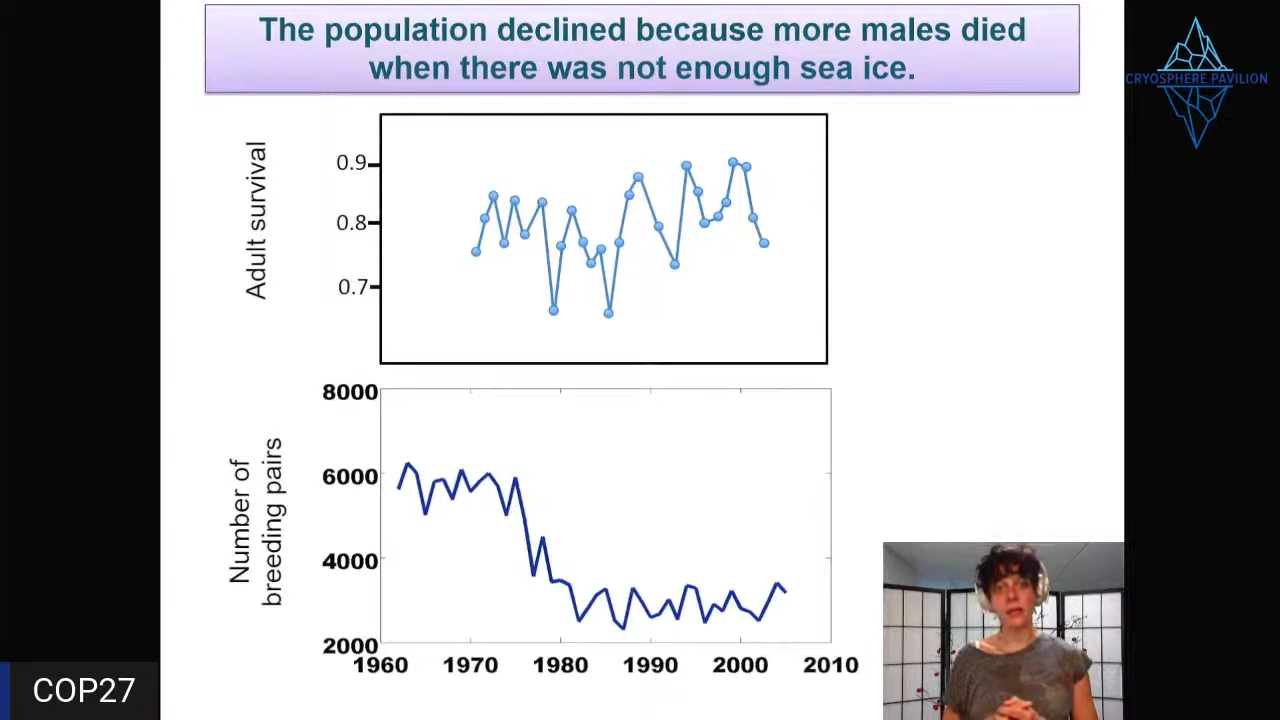 The population declined because more males died
when there was not enough sea ice.
CRYOSPHERE PAVILION
Adult survival
0.9
0.8
0.7
Number of
breeding pairs
8000
6000
4000
2000
1960 1970 1980 1990 2000 2010
COP27